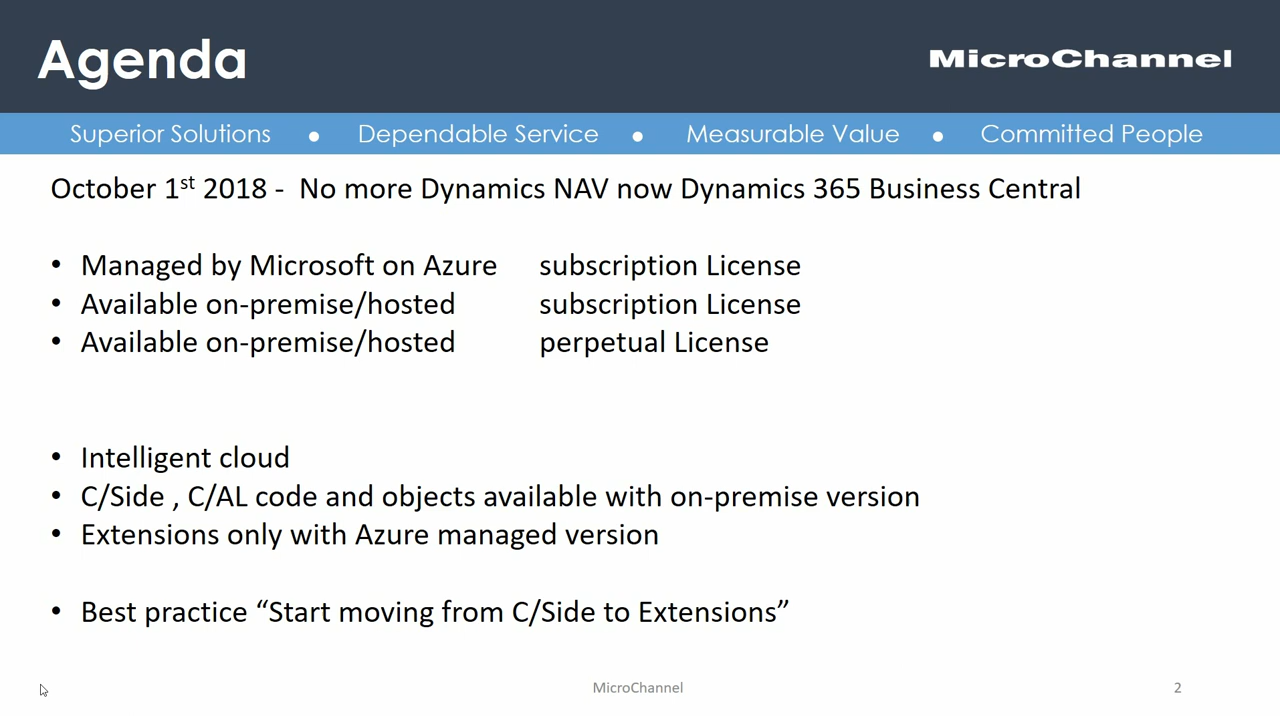 Agenda
MicroChannel
Superior Solutions ● Dependable Service ● Measurable Value ● Committed People
October 1st 2018 - No more Dynamics NAV now Dynamics 365 Business Central
• Managed by Microsoft on Azure subscription License
• Available on-premise/hosted subscription License
• Available on-premise/hosted perpetual License
• Intelligent cloud
• C/Side , C/AL code and objects available with on-premise version
• Extensions only with Azure managed version
• Best practice “Start moving from C/Side to Extensions”
MicroChannel
2